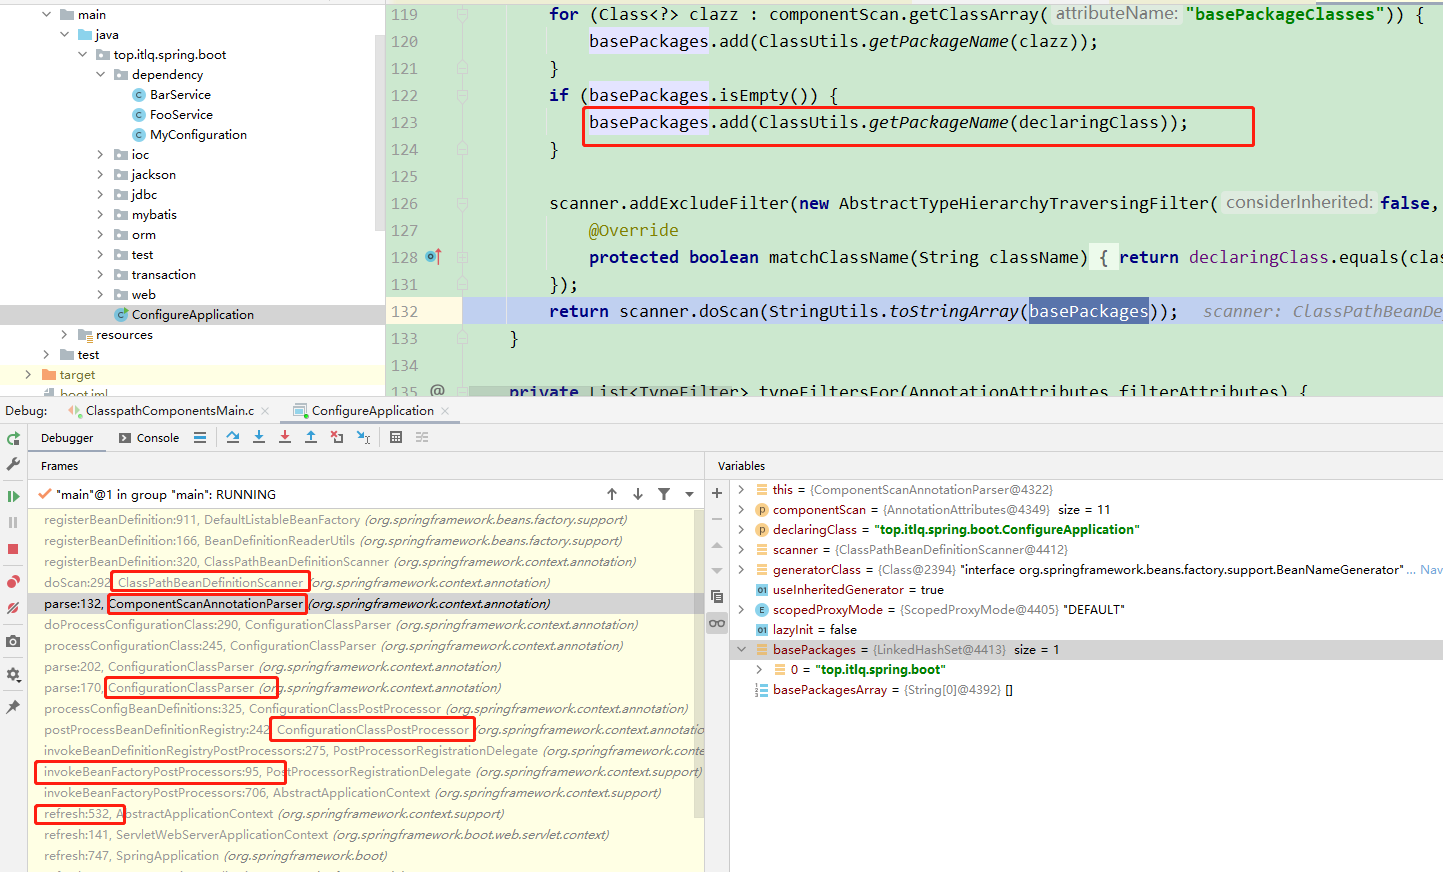 main
java
top.itlq.spring.boot
dependency
BarService
FooService
MyConfiguration
ioc
jackson
jdbc
mybatis
orm
test
transaction
web
ConfigureApplication
resources
test
target
boot.iml
119 for (Class<?> clazz : componentScan.getClassArray( attributeName: "basePackageClasses")) {
120 basePackages.add(ClassUtils.getPackageName(clazz));
121 }
122 if (basePackages.isEmpty()) {
123 basePackages.add(ClassUtils.getPackageName(declaringClass));
124 }
125
126 scanner.addExcludeFilter(new AbstractTypeHierarchyTraversingFilter( considerInherited: false,
127 @Override
128 protected boolean matchClassName(String className) { return declaringClass.equals(clas
131 });
132 return scanner.doScan(StringUtils.toStringArray(basePackages)); scanner: ClassPathBeanDe
133 }
134
135 @ private List<TypeFilter> typeFiltersFor(AnnotationAttributes filterAttributes) {
Debug: ClasspathComponentsMain.c × ConfigureApplication ×
Debugger Console
Frames
"main"@1 in group "main": RUNNING
registerBeanDefinition:911, DefaultListableBeanFactory (org.springframework.beans.factory.support)
registerBeanDefinition:166, BeanDefinitionReaderUtils (org.springframework.beans.factory.support)
registerBeanDefinition:320, ClassPathBeanDefinitionScanner (org.springframework.context.annotation)
doScan:292, ClassPathBeanDefinitionScanner (org.springframework.context.annotation)
parse:132, ComponentScanAnnotationParser (org.springframework.context.annotation)
doProcessConfigurationClass:290, ConfigurationClassParser (org.springframework.context.annotation)
processConfigurationClass:245, ConfigurationClassParser (org.springframework.context.annotation)
parse:202, ConfigurationClassParser (org.springframework.context.annotation)
parse:170, ConfigurationClassParser (org.springframework.context.annotation)
processConfigBeanDefinitions:325, ConfigurationClassPostProcessor (org.springframework.context.annotation)
postProcessBeanDefinitionRegistry:242, ConfigurationClassPostProcessor (org.springframework.context.annotation
invokeBeanDefinitionRegistryPostProcessors:275, PostProcessorRegistrationDelegate (org.springframework.conte
invokeBeanFactoryPostProcessors:95, PostProcessorRegistrationDelegate (org.springframework.context.support)
invokeBeanFactoryPostProcessors:706, AbstractApplicationContext (org.springframework.context.support)
refresh:532, AbstractApplicationContext (org.springframework.context.support)
refresh:141, ServletWebServerApplicationContext (org.springframework.boot.web.servlet.context)
refresh:747, SpringApplication (org.springframework.boot)
Variables
this = {ComponentScanAnnotationParser@4322}
componentScan = {AnnotationAttributes@4349} size = 11
declaringClass = "top.itlq.spring.boot.ConfigureApplication"
scanner = {ClassPathBeanDefinitionScanner@4412}
generatorClass = {Class@2394} "interface org.springframework.beans.factory.support.BeanNameGenerator" ... Nav
useInheritedGenerator = true
scopedProxyMode = {ScopedProxyMode@4405} "DEFAULT"
lazyInit = false
basePackages = {LinkedHashSet@4413} size = 1
0 = "top.itlq.spring.boot"
basePackagesArray = {String[0]@4392} []